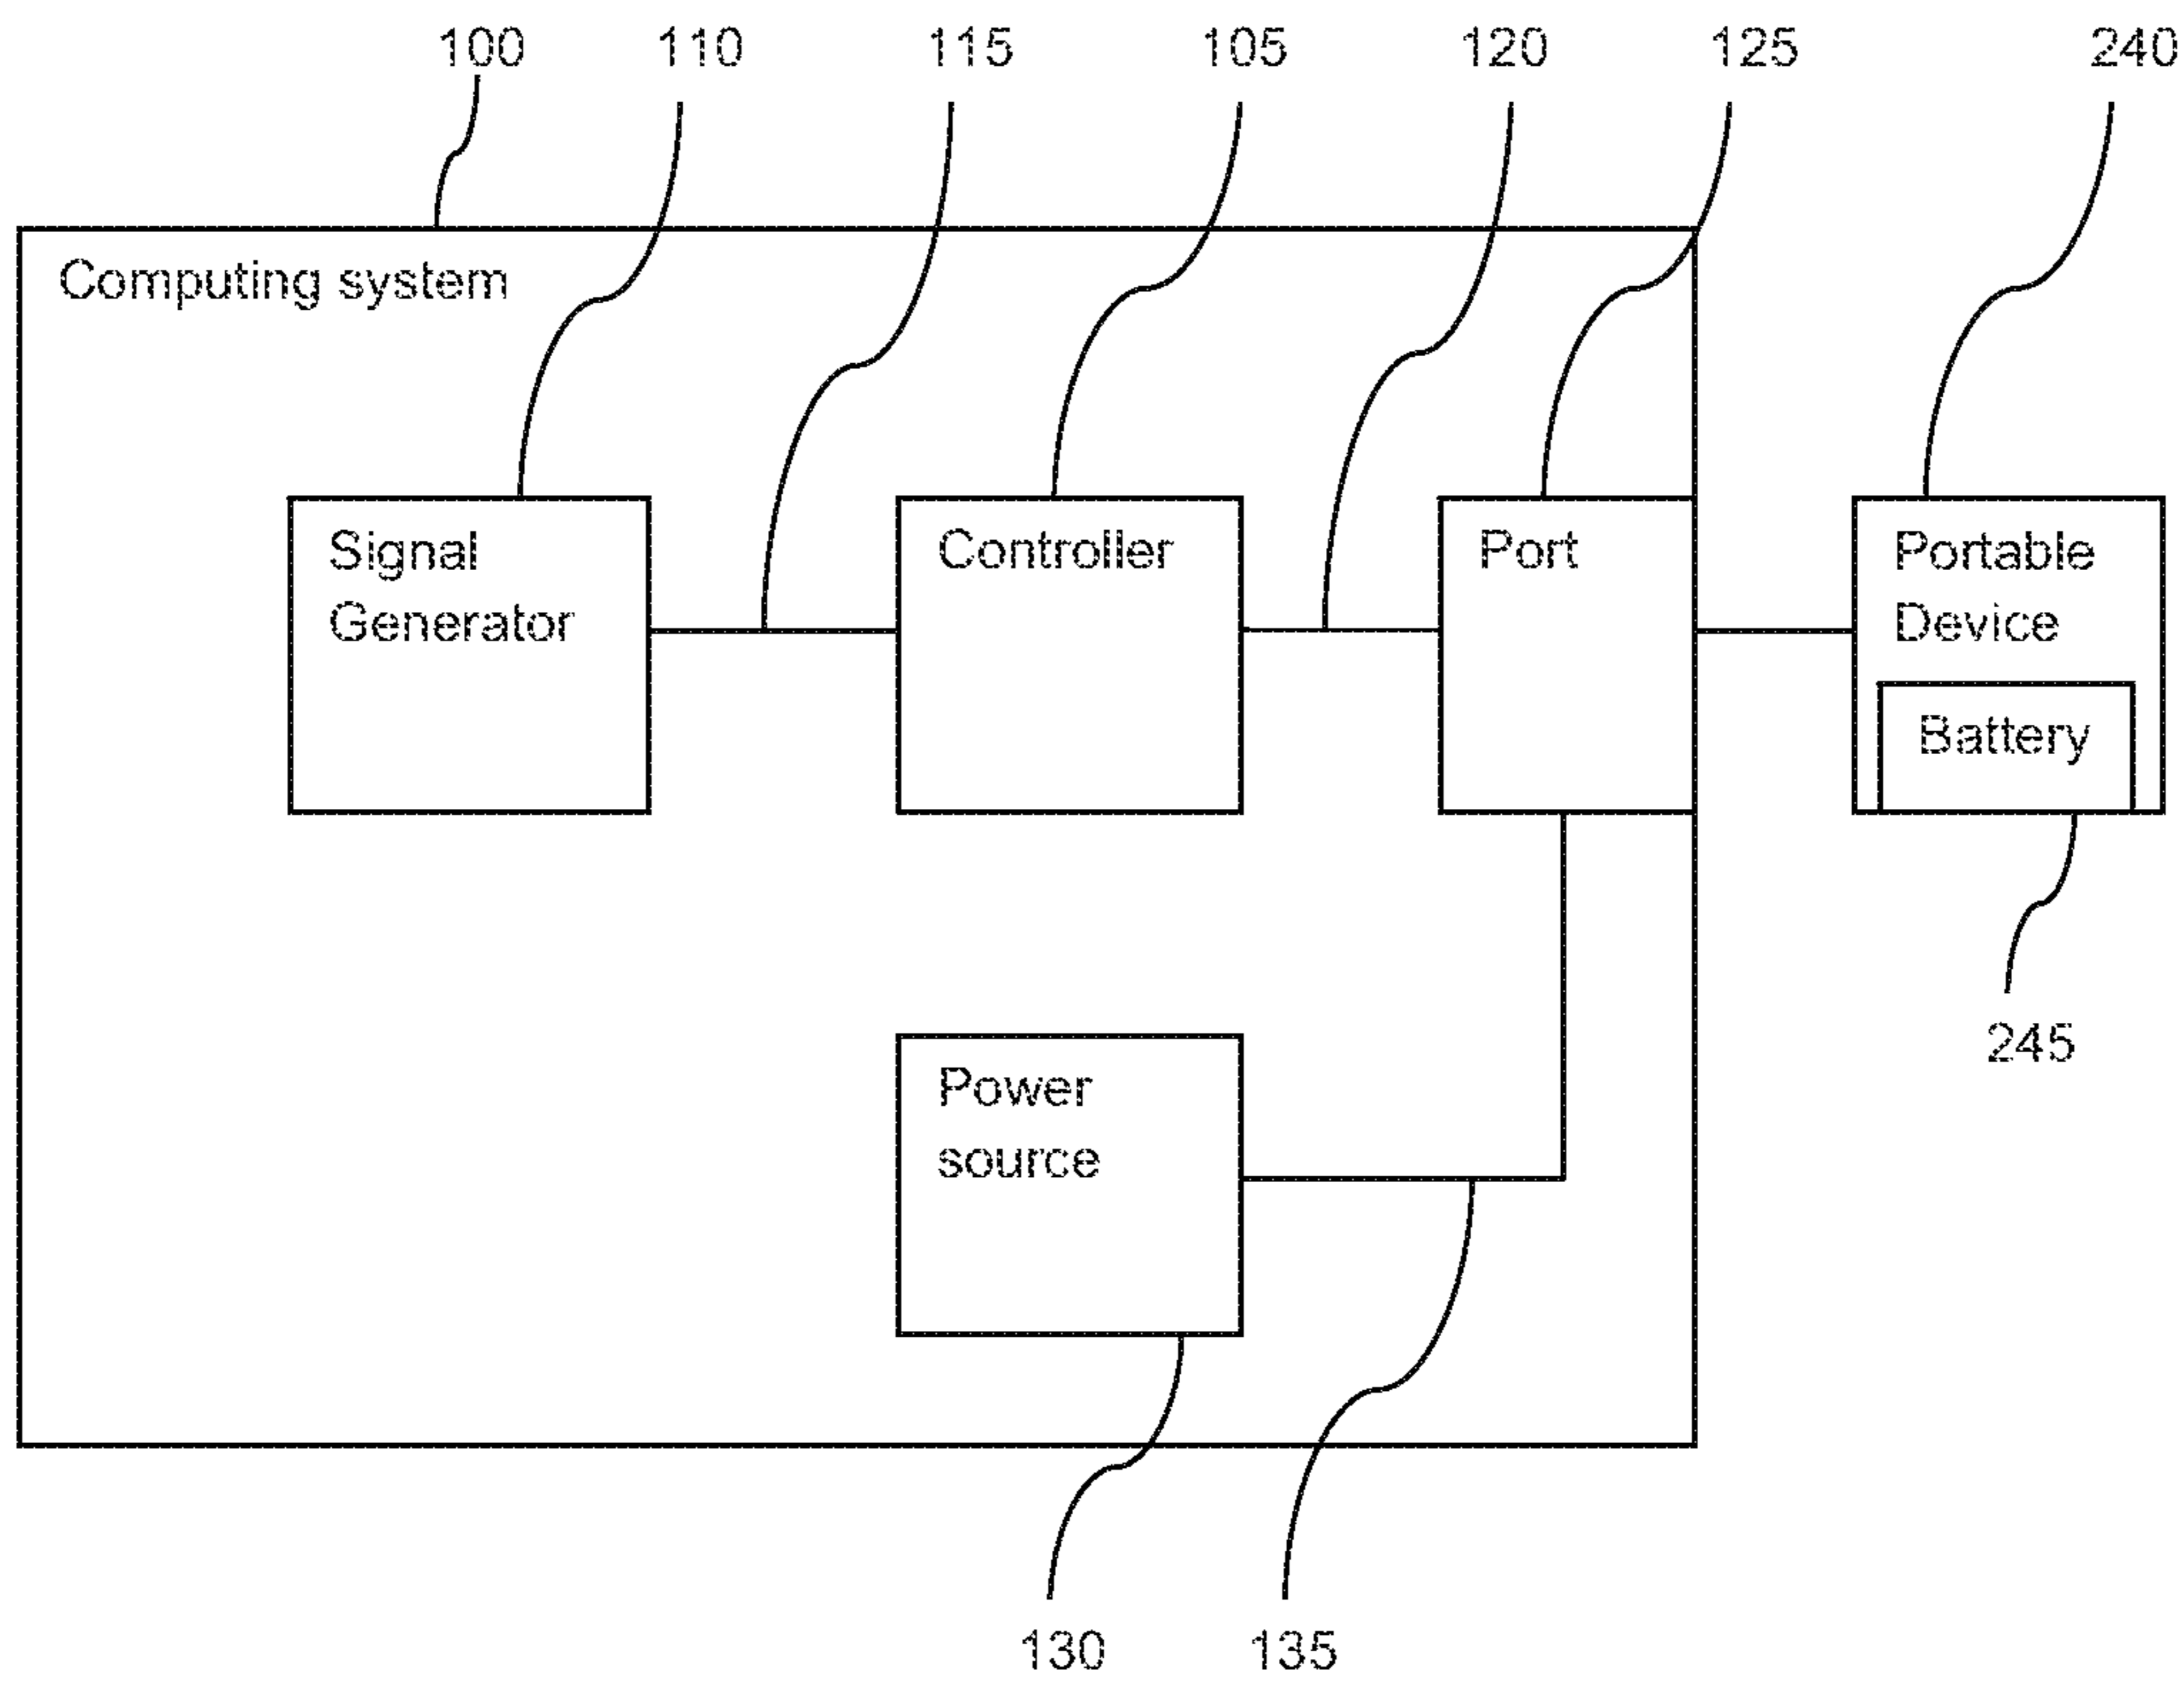 100 110 115 105 120 125 240
Computing system
Signal
Generator
Controller
Port
Portable
Device
Battery
245
Power
source
130 135